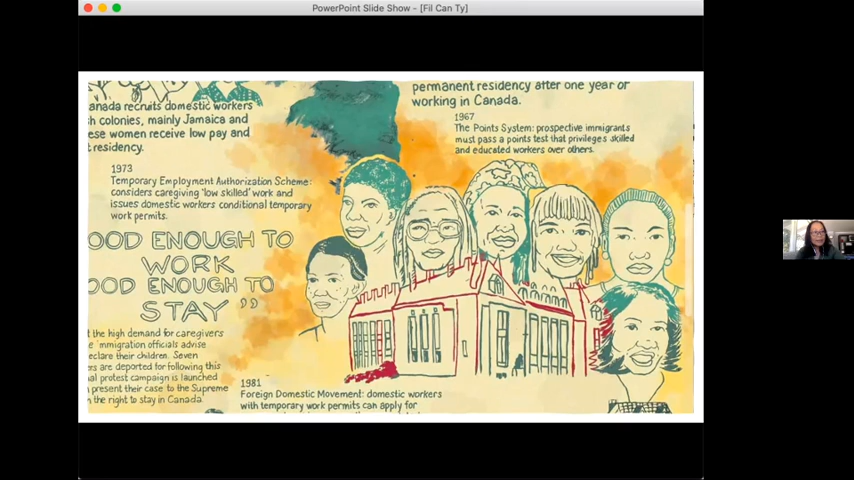 PowerPoint Slide Show - [Fil Can Ty]
anada recruits domestic workers
h colonies, mainly Jamaica and
ese women receive low pay and
t residency.
permanent residency after one year of
working in Canada.
1967
The Points System: prospective immigrants
must pass a points test that privileges skilled
and educated workers over others.
1973
Temporary Employment Authorization Scheme:
considers caregiving 'low skilled' work and
issues domestic workers conditional temporary
work permits.
OOD ENOUGH TO
WORK
OOD ENOUGH TO
STAY "
t the high demand for caregivers
e immigration officials advise
eclare their children. Seven
ers are deported for following this
al protest campaign is launched
present their case to the Supreme
n the right to stay in Canada
1981
Foreign Domestic Movement: domestic workers
with temporary work permits can apply for